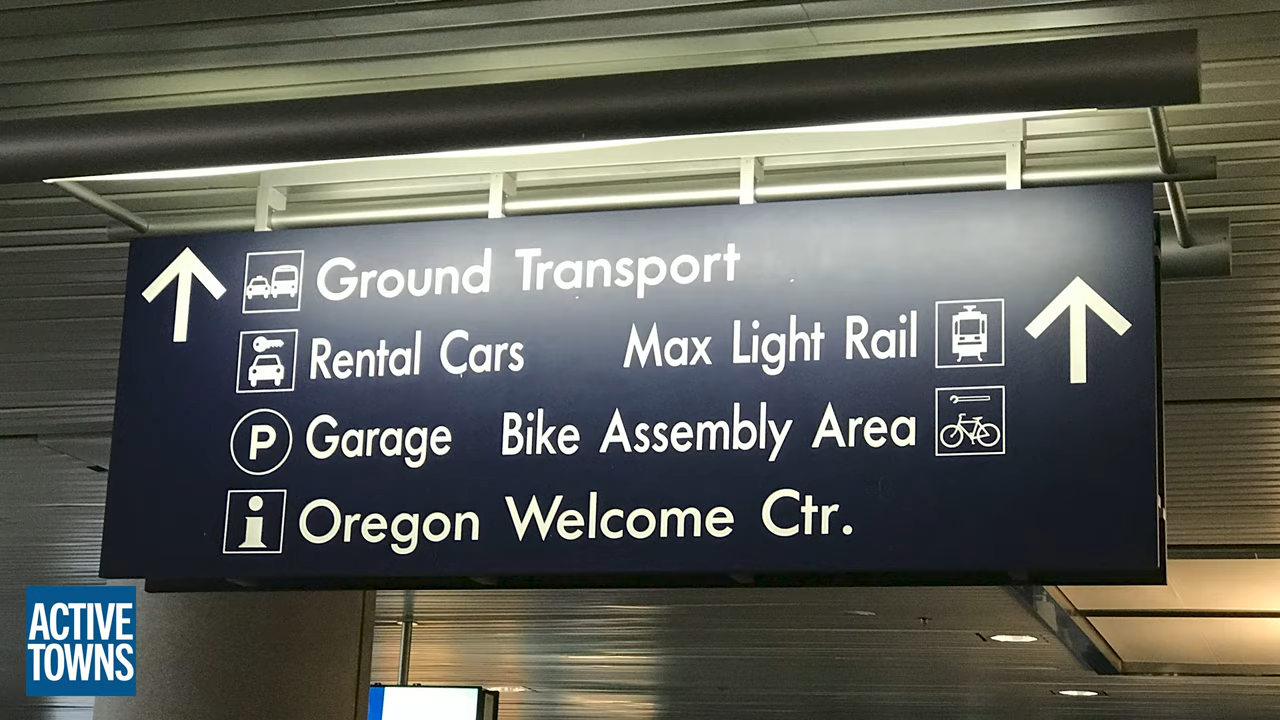 Ground Transport
Rental Cars Max Light Rail
P Garage Bike Assembly Area
i Oregon Welcome Ctr.
ACTIVE
TOWNS